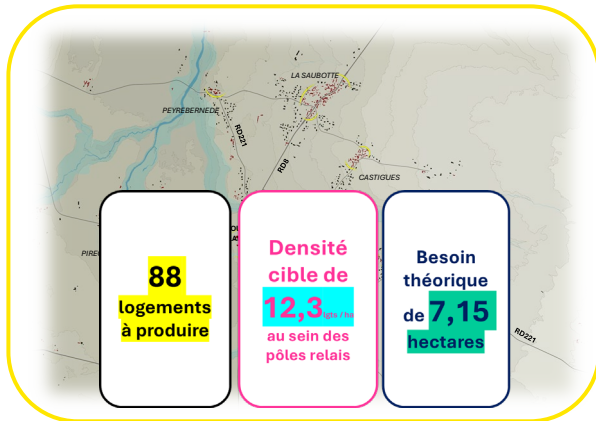 LA SAUBOTTE
PEYREBERNEDE
RD221
RD8
CASTIGUES
88
logements
à produire
Densité
cible de
12,3 lgts / ha
au sein des
pôles relais
Besoin
théorique
de 7,15
hectares
RD221